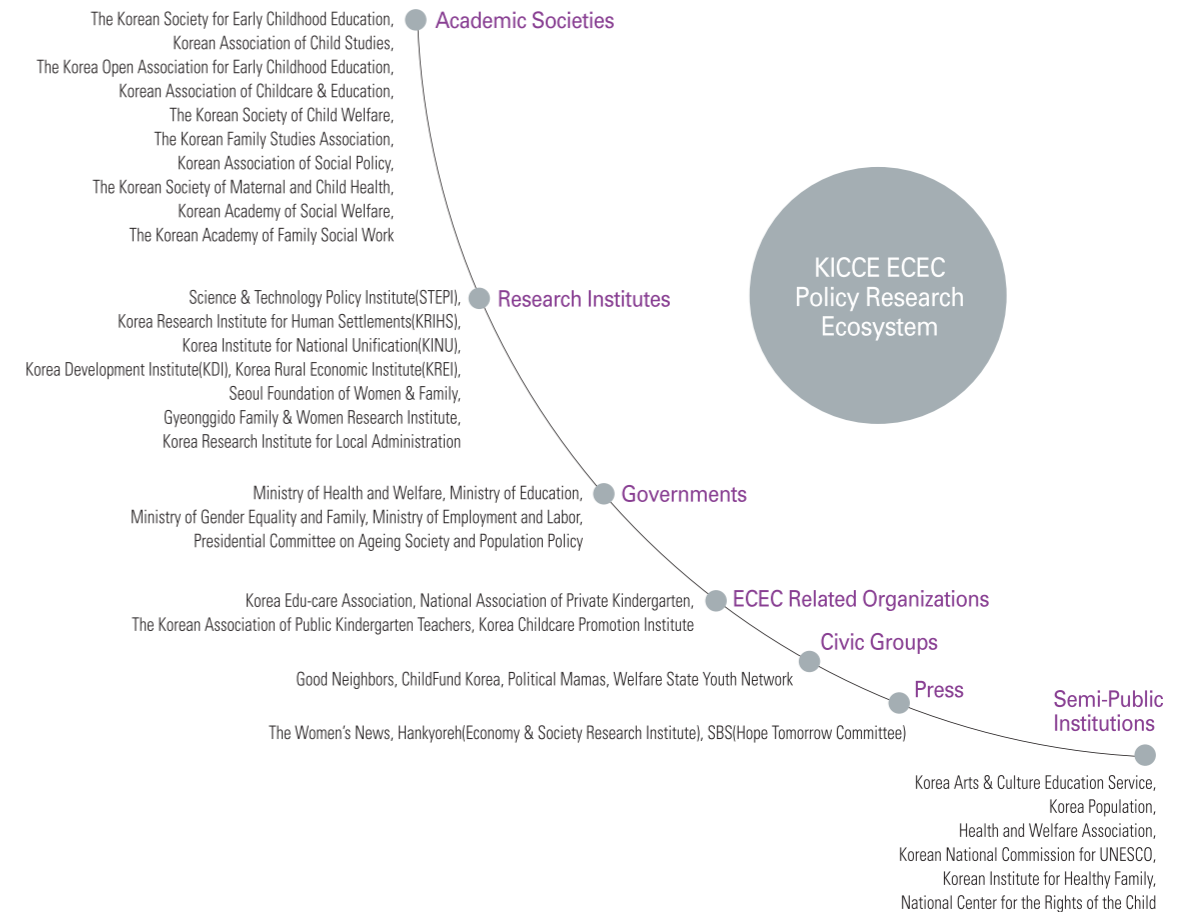 The Korean Society for Early Childhood Education,
Korean Association of Child Studies,
The Korea Open Association for Early Childhood Education,
Korean Association of Childcare & Education,
The Korean Society of Child Welfare,
The Korean Family Studies Association,
Korean Association of Social Policy,
The Korean Society of Maternal and Child Health,
Korean Academy of Social Welfare,
The Korean Academy of Family Social Work
Academic Societies
Science & Technology Policy Institute(STEPI),
Korea Research Institute for Human Settlements(KRIHS),
Korea Institute for National Unification(KINU),
Korea Development Institute(KDI), Korea Rural Economic Institute(KREI),
Seoul Foundation of Women & Family,
Gyeonggido Family & Women Research Institute,
Korea Research Institute for Local Administration
Research Institutes
KICCE ECEC
Policy Research
Ecosystem
Ministry of Health and Welfare, Ministry of Education,
Ministry of Gender Equality and Family, Ministry of Employment and Labor,
Presidential Committee on Ageing Society and Population Policy
Governments
Korea Edu-care Association, National Association of Private Kindergarten,
The Korean Association of Public Kindergarten Teachers, Korea Childcare Promotion Institute
ECEC Related Organizations
Civic Groups
Good Neighbors, ChildFund Korea, Political Mamas, Welfare State Youth Network
Press
The Women's News, Hankyoreh(Economy & Society Research Institute), SBS(Hope Tomorrow Committee)
Semi-Public
Institutions
Korea Arts & Culture Education Service,
Korea Population,
Health and Welfare Association,
Korean National Commission for UNESCO,
Korean Institute for Healthy Family,
National Center for the Rights of the Child